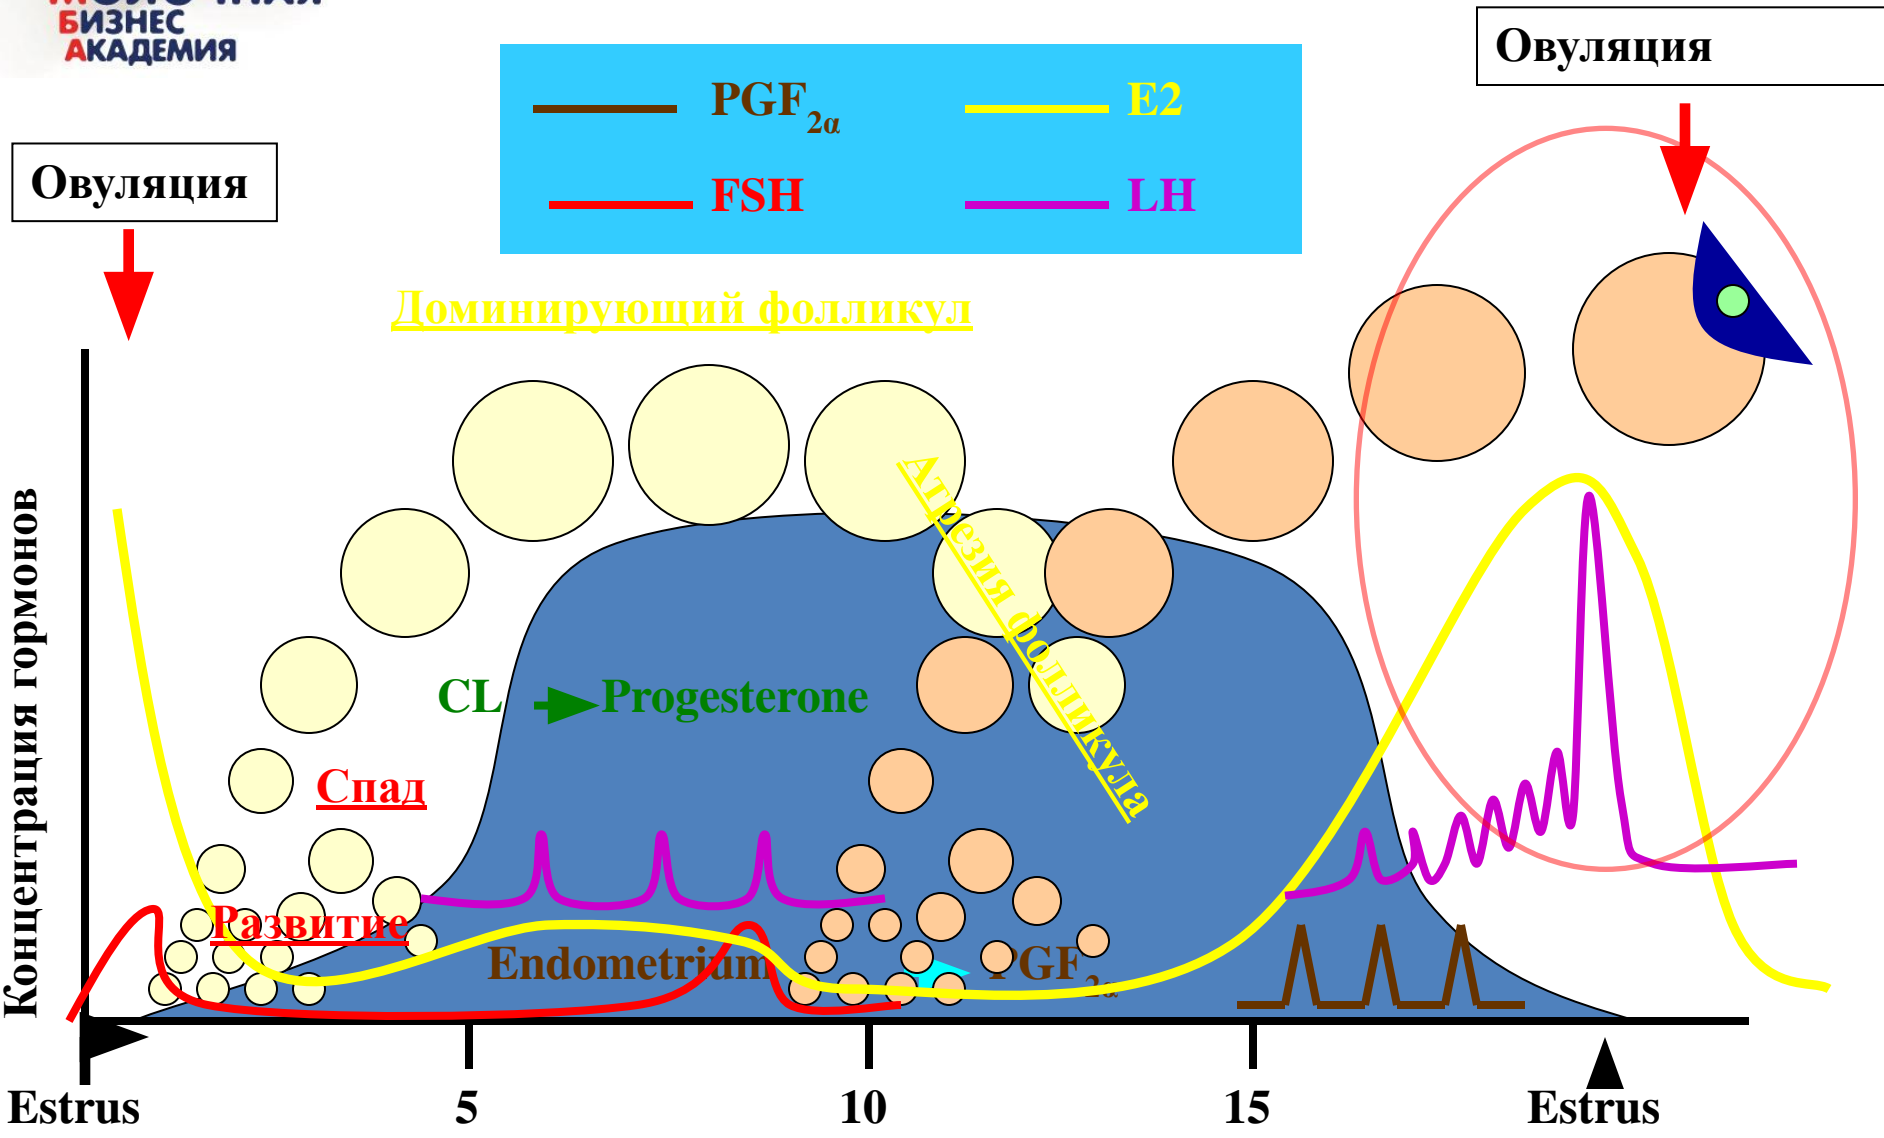 МОЛОЧНАЯ
БИЗНЕС
АКАДЕМИЯ
Овуляция
PGF2α
E2
FSH
LH
Овуляция
Доминирующий фолликул
Атрезия фолликула
CL
Progesterone
Спад
Развитие
Endometrium
PGF2α
Концентрация гормонов
Estrus
5
10
15
Estrus